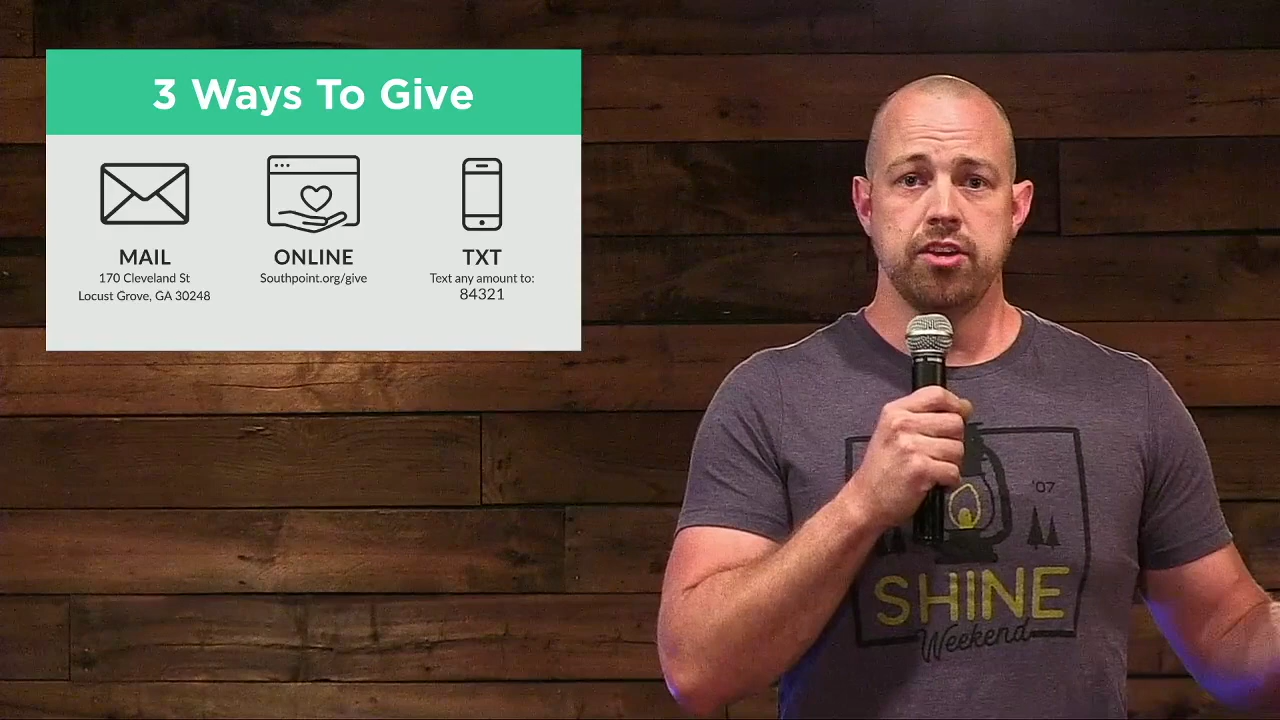 3 Ways To Give
MAIL
170 Cleveland St
Locust Grove, GA 30248
ONLINE
Southpoint.org/give
TXT
Text any amount to:
84321
'07
SHINE
Weekend